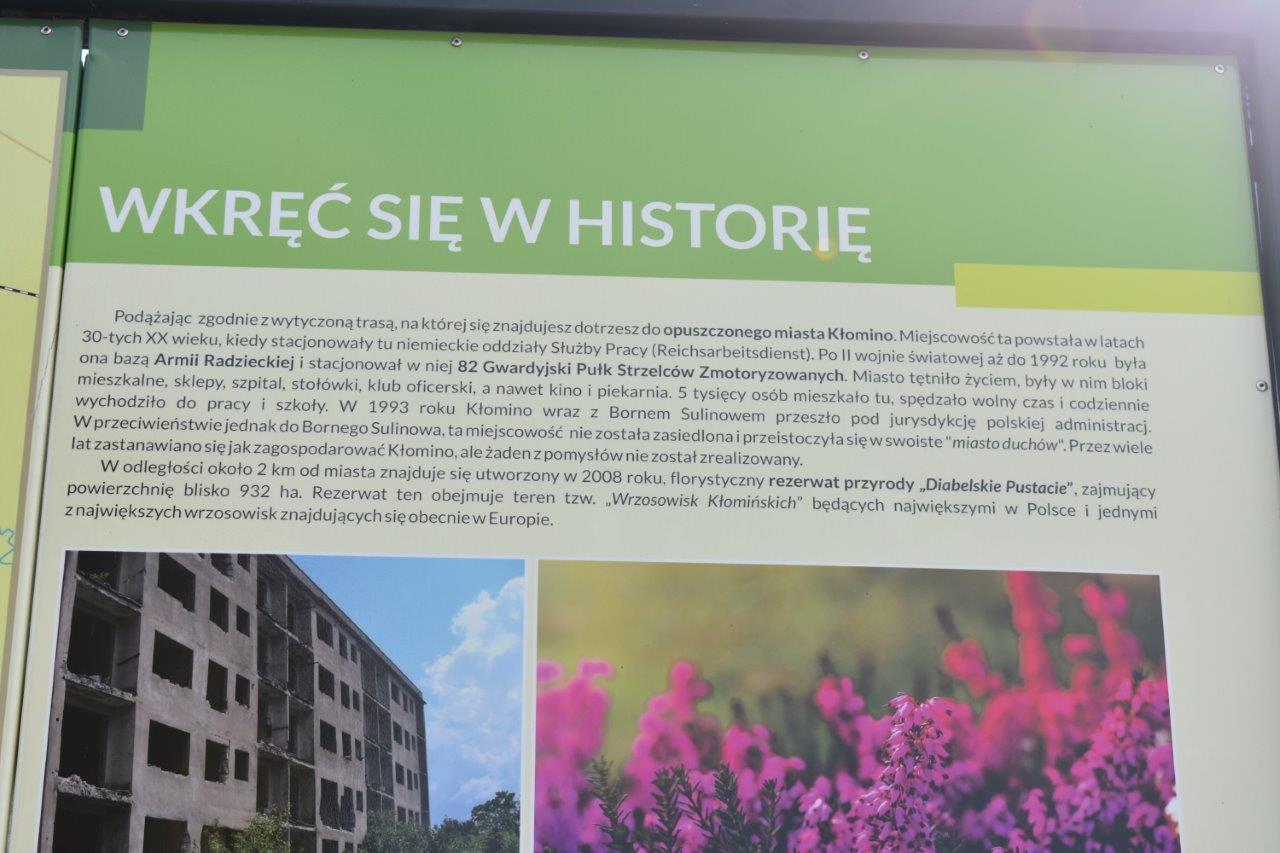 WKRĘĆ SIĘ W HISTORIĘ
Podążając zgodnie z wytyczoną trasą, na której się znajdujesz dotrzesz do opuszczonego miasta Kłomino. Miejscowość ta powstała w latach
30-tych XX wieku, kiedy stacjonowały tu niemieckie oddziały Służby Pracy (Reichsarbeitsdienst). Po II wojnie światowej aż do 1992 roku była
ona bazą Armii Radzieckiej i stacjonował w niej 82 Gwardyjski Pułk Strzelców Zmotoryzowanych. Miasto tętniło życiem, były w nim bloki
mieszkalne, sklepy, szpital, stołówki, klub oficerski, a nawet kino i piekarnia. 5 tysięcy osób mieszkało tu, spędzało wolny czas i codziennie
wychodziło do pracy i szkoły. W 1993 roku Kłomino wraz z Bornem Sulinowem przeszło pod jurysdykcję polskiej administracj.
W przeciwieństwie jednak do Bornego Sulinowa, ta miejscowość nie została zasiedlona i przeistoczyła się w swoiste "miasto duchów". Przez wiele
lat zastanawiano się jak zagospodarować Kłomino, ale żaden z pomysłów nie został zrealizowany.
W odległości około 2 km od miasta znajduje się utworzony w 2008 roku, florystyczny rezerwat przyrody „Diabelskie Pustacie”, zajmujący
powierzchnię blisko 932 ha. Rezerwat ten obejmuje teren tzw. „Wrzosowisk Kłomińskich” będących największymi w Polsce i jednymi
z największych wrzosowisk znajdujących się obecnie w Europie.